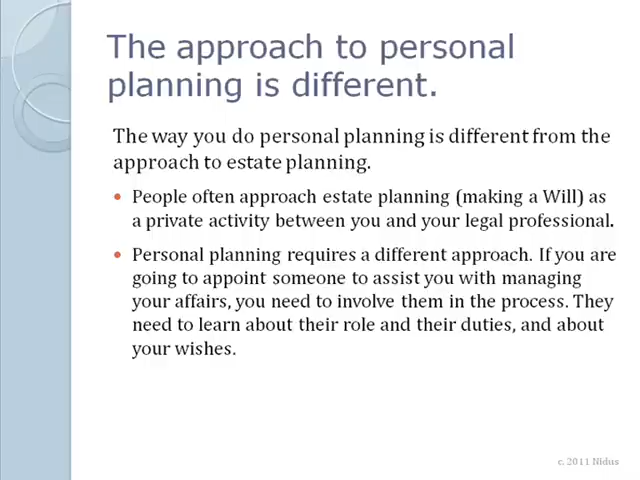 The approach to personal
planning is different.
The way you do personal planning is different from the
approach to estate planning.
• People often approach estate planning (making a Will) as
a private activity between you and your legal professional.
• Personal planning requires a different approach. If you are
going to appoint someone to assist you with managing
your affairs, you need to involve them in the process. They
need to learn about their role and their duties, and about
your wishes.
c. 2011 Nidus